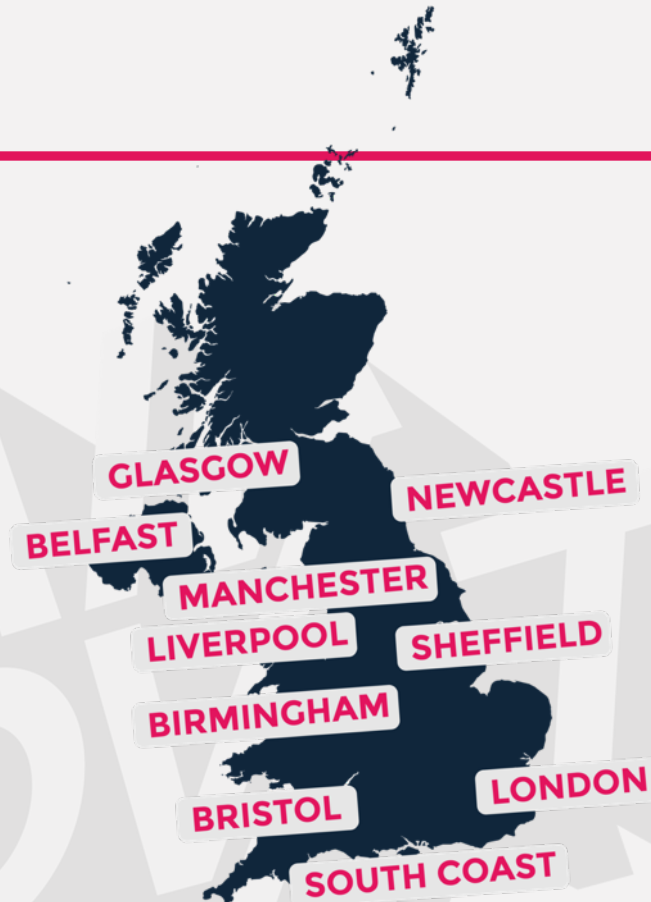 GLASGOW
NEWCASTLE
BELFAST
MANCHESTER
LIVERPOOL
SHEFFIELD
BIRMINGHAM
LONDON
BRISTOL
SOUTH COAST